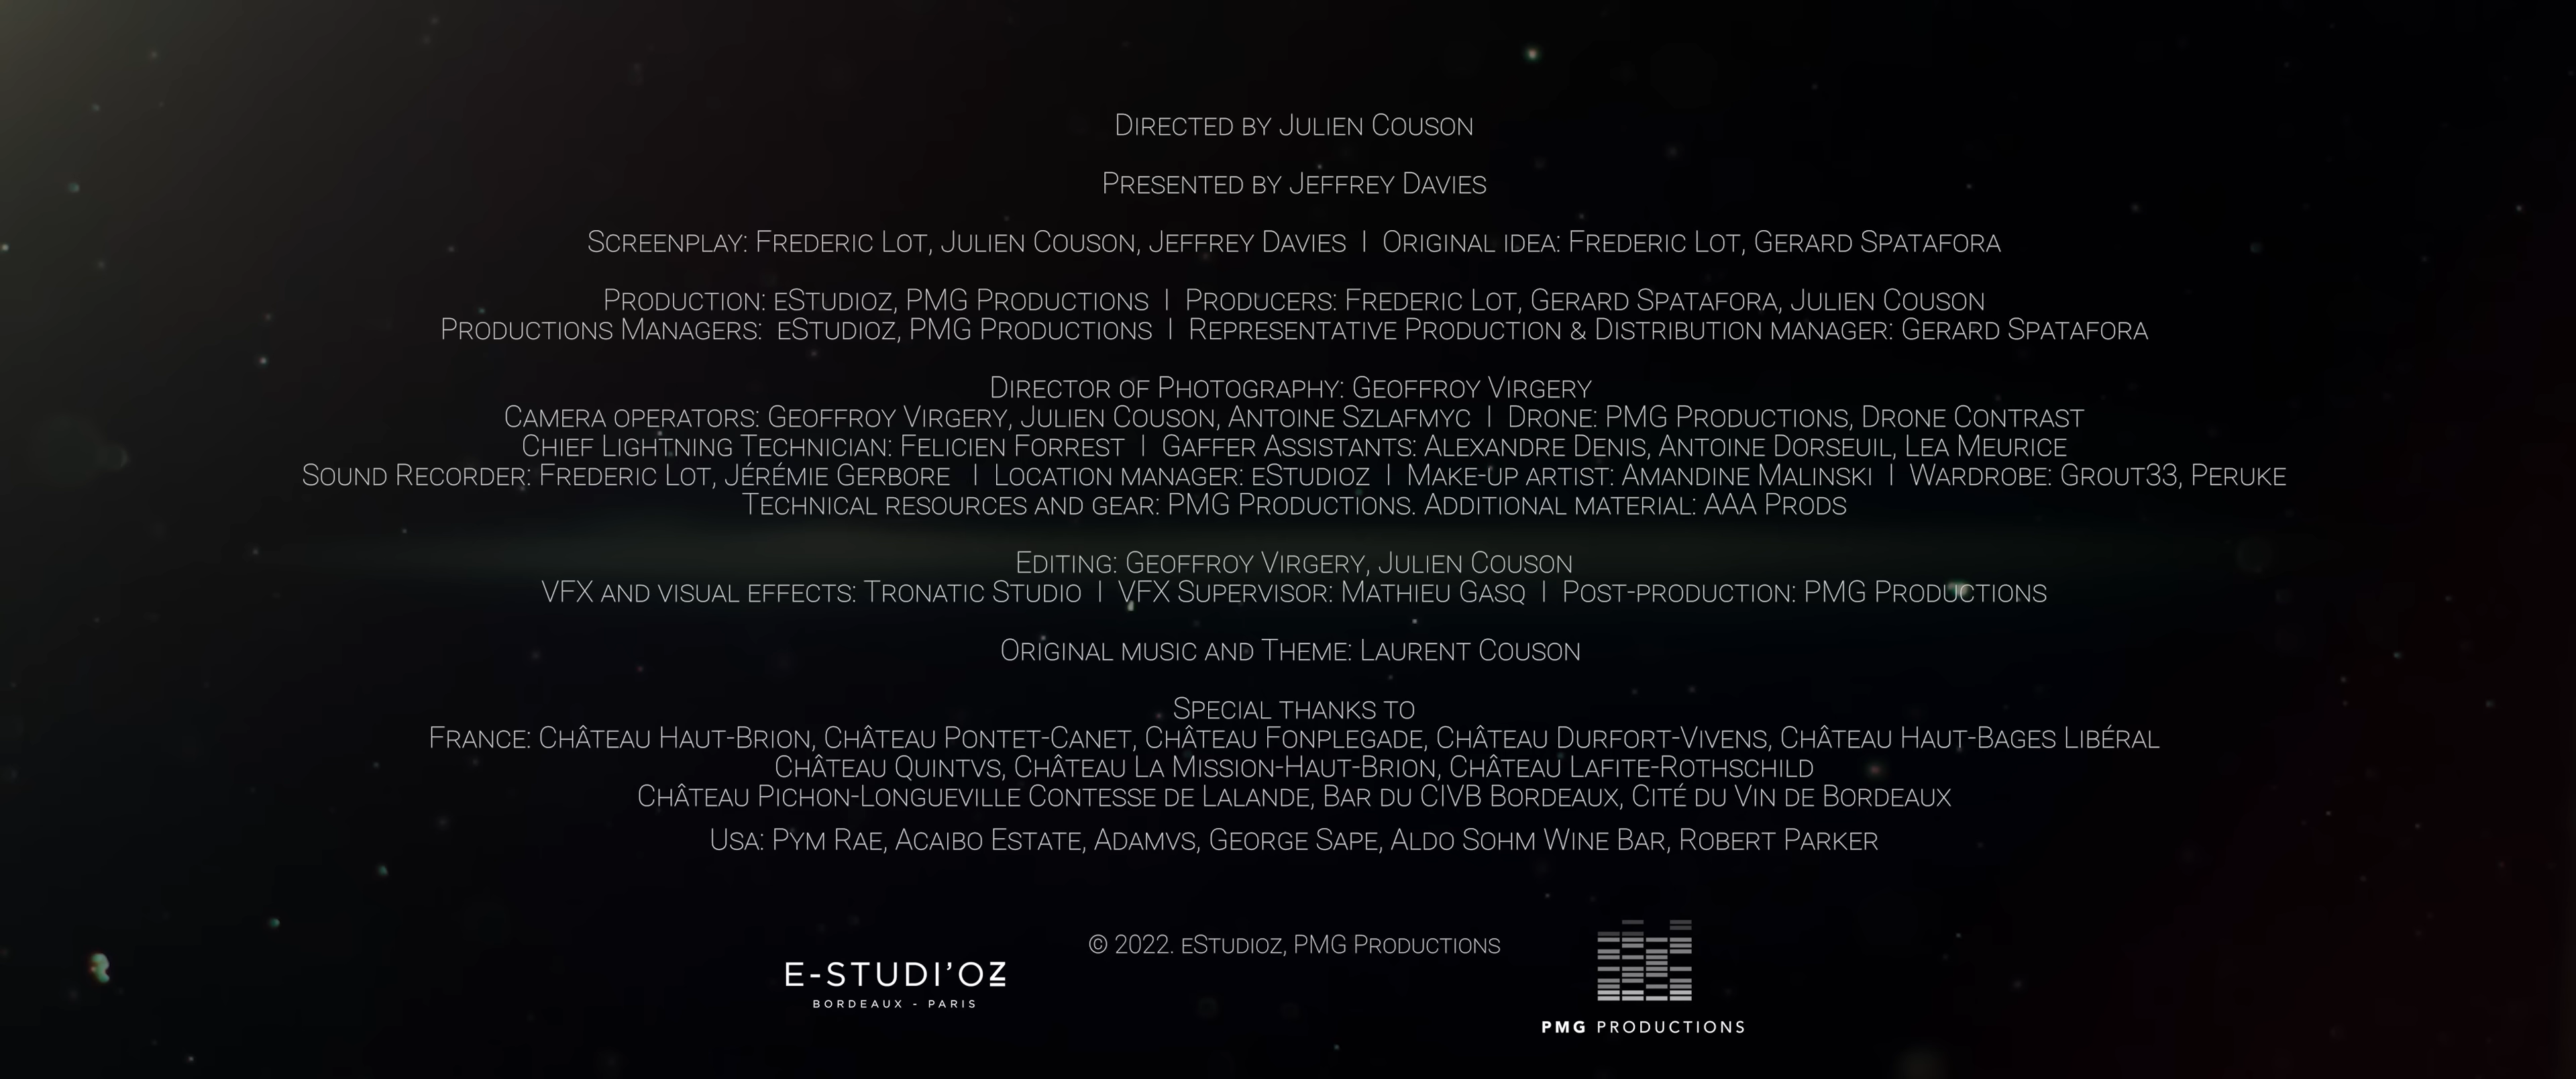 Directed by Julien Couson
Presented by Jeffrey Davies
Screenplay: Frederic Lot, Julien Couson, Jeffrey Davies | Original idea: Frederic Lot, Gerard Spatafora
Production: eStudioz, PMG Productions | Producers: Frederic Lot, Gerard Spatafora, Julien Couson
Productions Managers: eStudioz, PMG Productions | Representative Production & Distribution manager: Gerard Spatafora
Director of Photography: Geoffroy Virgery
Camera operators: Geoffroy Virgery, Julien Couson, Antoine Szlafmyc | Drone: PMG Productions, Drone Contrast
Chief Lightning Technician: Felicien Forrest | Gaffer Assistants: Alexandre Denis, Antoine Dorseuil, Lea Meurice
Sound Recorder: Frederic Lot, Jérémie Gerbore | Location manager: eStudioz | Make-up artist: Amandine Malinski | Wardrobe: Grout33, Peruke
Technical resources and gear: PMG Productions. Additional material: AAA Prods
Editing: Geoffroy Virgery, Julien Couson
VFX and visual effects: Tronatic Studio | VFX Supervisor: Mathieu Gasq | Post-production: PMG Productions
Original music and Theme: Laurent Couson
Special thanks to
France: Château Haut-Brion, Château Pontet-Canet, Château Fonplegade, Château Durfort-Vivens, Château Haut-Bages Libéral
Château Quintvs, Château La Mission-Haut-Brion, Château Lafite-Rothschild
Château Pichon-Longueville Contesse de Lalande, Bar du CIVB Bordeaux, Cité du Vin de Bordeaux
Usa: Pym Rae, Acaibo Estate, Adamvs, George Sape, Aldo Sohm Wine Bar, Robert Parker
© 2022. eStudioz, PMG Productions
E-STUDI'OZ
BORDEAUX - PARIS
PMG PRODUCTIONS